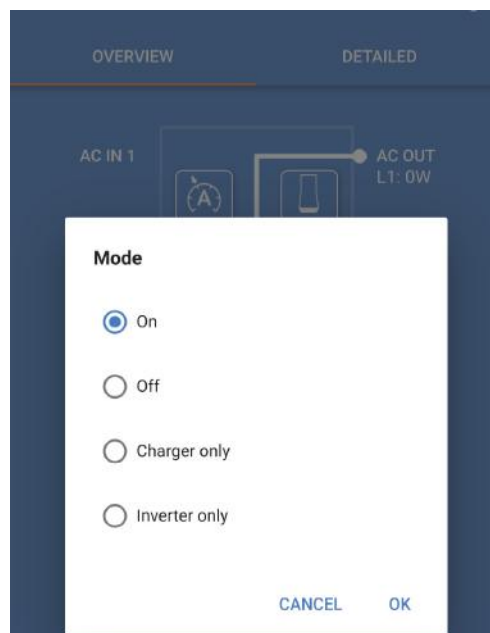 OVERVIEW
DETAILED
AC IN 1
AC OUT
L1: 0W
A
Mode
On
Off
Charger only
Inverter only
CANCEL
OK